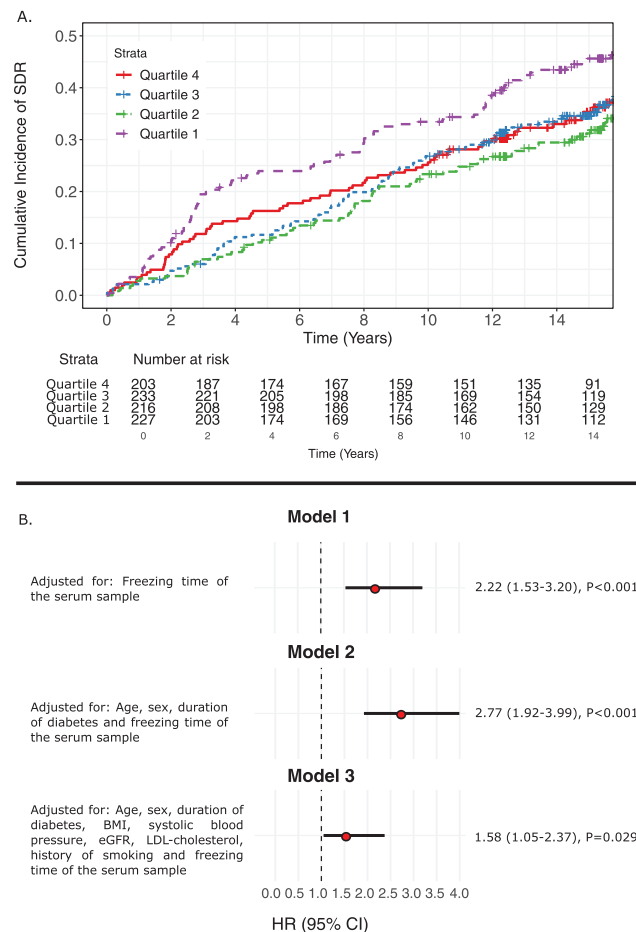 A.
Cumulative Incidence of SDR
0.5
0.4
0.3
0.2
0.1
0.0
Strata
Quartile 4
Quartile 3
Quartile 2
Quartile 1
0 2 4 6 8 10 12 14
Time (Years)
Strata Number at risk
Quartile 4 203 187 174 167 159 151 135 91
Quartile 3 233 221 205 198 185 169 154 119
Quartile 2 216 208 198 186 174 162 150 129
Quartile 1 227 203 174 169 156 146 131 112
0 2 4 6 8 10 12 14
Time (Years)
B.
Model 1
Adjusted for: Freezing time of
the serum sample
2.22 (1.53-3.20), P<0.001
Model 2
Adjusted for: Age, sex, duration
of diabetes and freezing time of
the serum sample
2.77 (1.92-3.99), P<0.001
Model 3
Adjusted for: Age, sex, duration of
diabetes, BMI, systolic blood
pressure, eGFR, LDL-cholesterol,
history of smoking and freezing
time of the serum sample
1.58 (1.05-2.37), P=0.029
0.0 0.5 1.0 1.5 2.0 2.5 3.0 3.5 4.0
HR (95% CI)